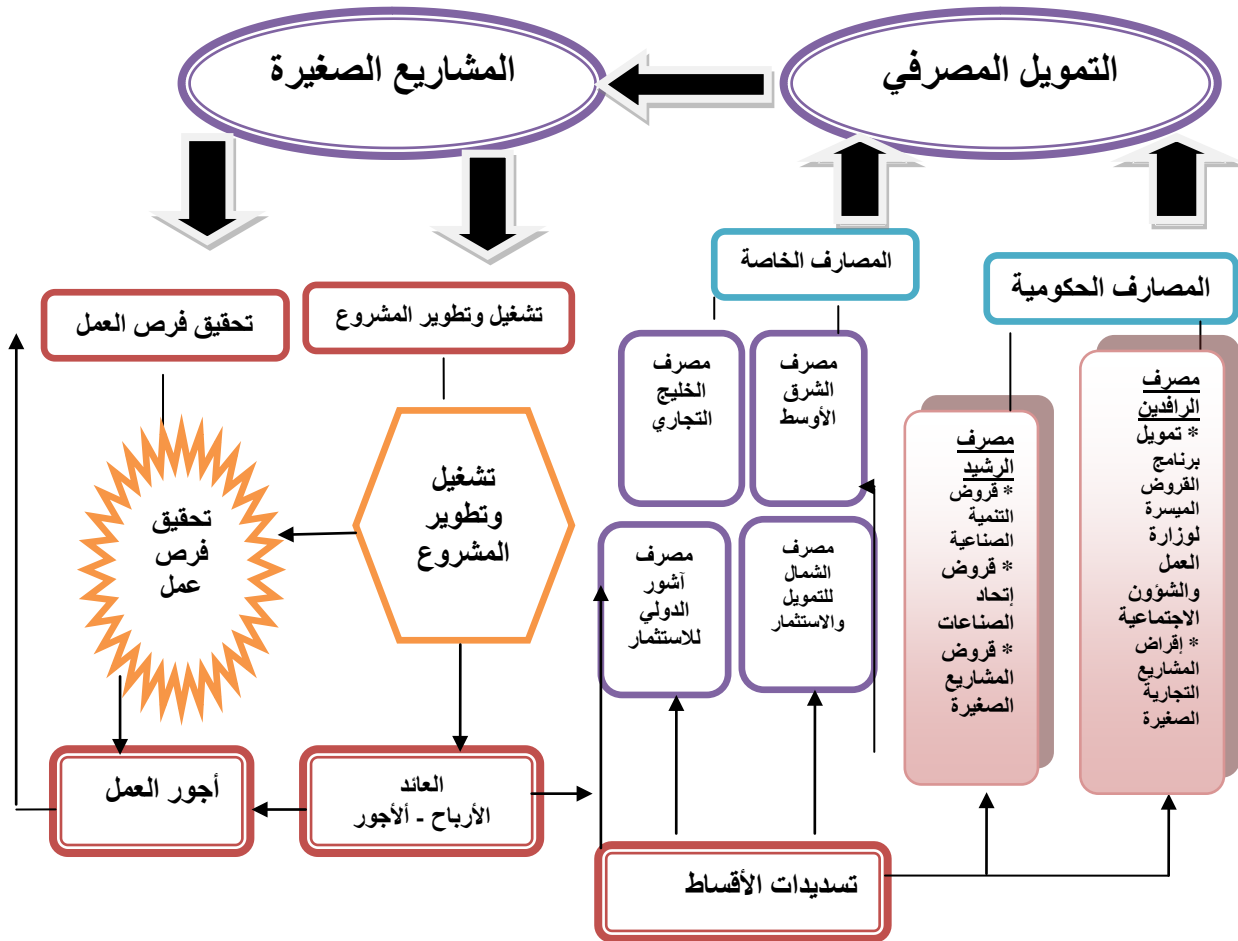 التمويل المصرفي
المشاريع الصغيرة
المصارف الحكومية
المصارف الخاصة
تشغيل وتطوير المشروع
تحقيق فرص العمل
مصرف
الرافدين
* تمويل
برنامج
القروض
الميسرة
لوزارة
العمل
والشؤون
الاجتماعية
* إقراض
المشاريع
التجارية
الصغيرة
مصرف
الرشيد
* قروض
التنمية
الصناعية
* قروض
إتحاد
الصناعات
* قروض
المشاريع
الصغيرة
مصرف
الشرق
الأوسط
مصرف
الخليج
التجاري
مصرف
الشمال
للتمويل
والاستثمار
مصرف
آشور
الدولي
للاستثمار
تشغيل
وتطوير
المشروع
تحقيق
فرص
عمل
العائد
الأرباح - ألأجور
أجور العمل
تسديدات الأقساط